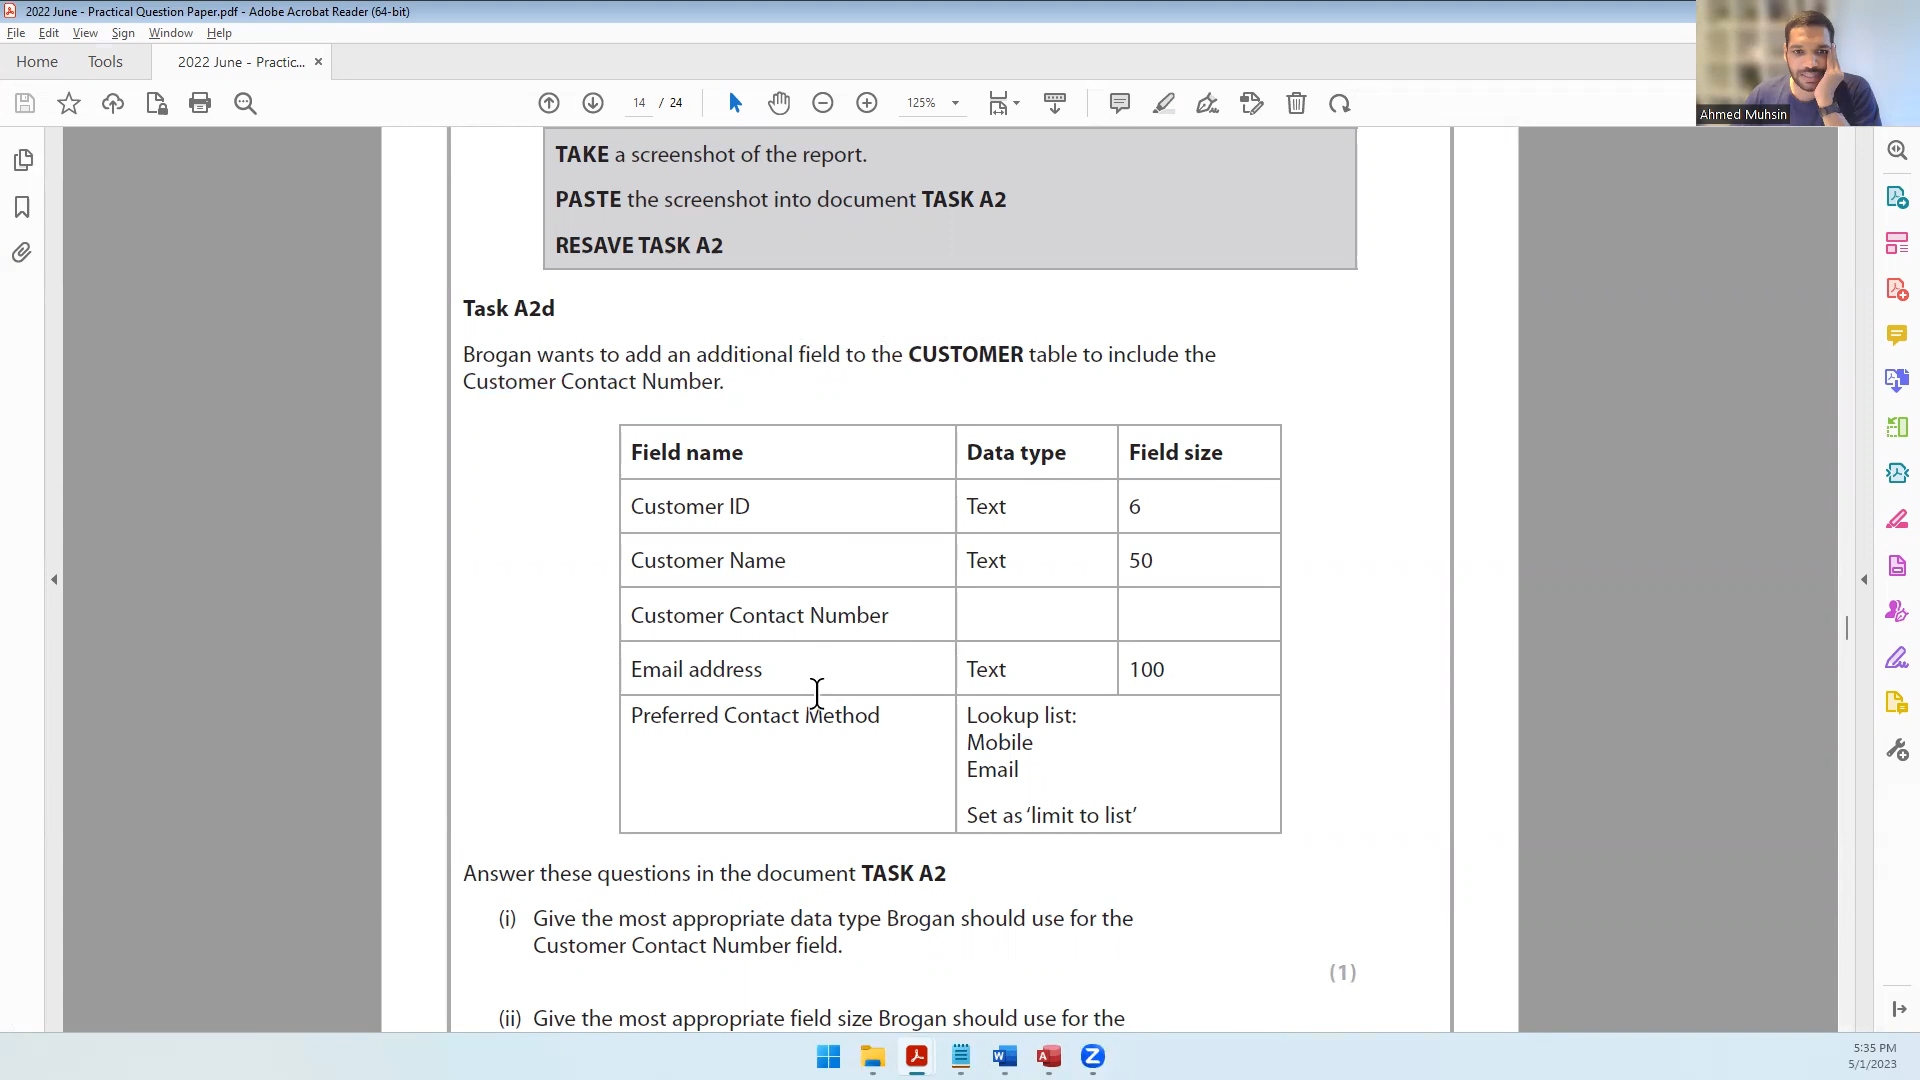 2022 June - Practical Question Paper.pdf - Adobe Acrobat Reader (64-bit)
File Edit View Sign Window Help
Home Tools 2022 June - Practic... ×
14 / 24 125%
Ahmed Muhsin
TAKE a screenshot of the report.
PASTE the screenshot into document TASK A2
RESAVE TASK A2
Task A2d
Brogan wants to add an additional field to the CUSTOMER table to include the
Customer Contact Number.
Field name Data type Field size
Customer ID Text 6
Customer Name Text 50
Customer Contact Number
Email address Text 100
Preferred Contact Method Lookup list:
Mobile
Email
Set as ‘limit to list’
Answer these questions in the document TASK A2
(i) Give the most appropriate data type Brogan should use for the
Customer Contact Number field.
(1)
(ii) Give the most appropriate field size Brogan should use for the
5:35 PM
5/1/2023